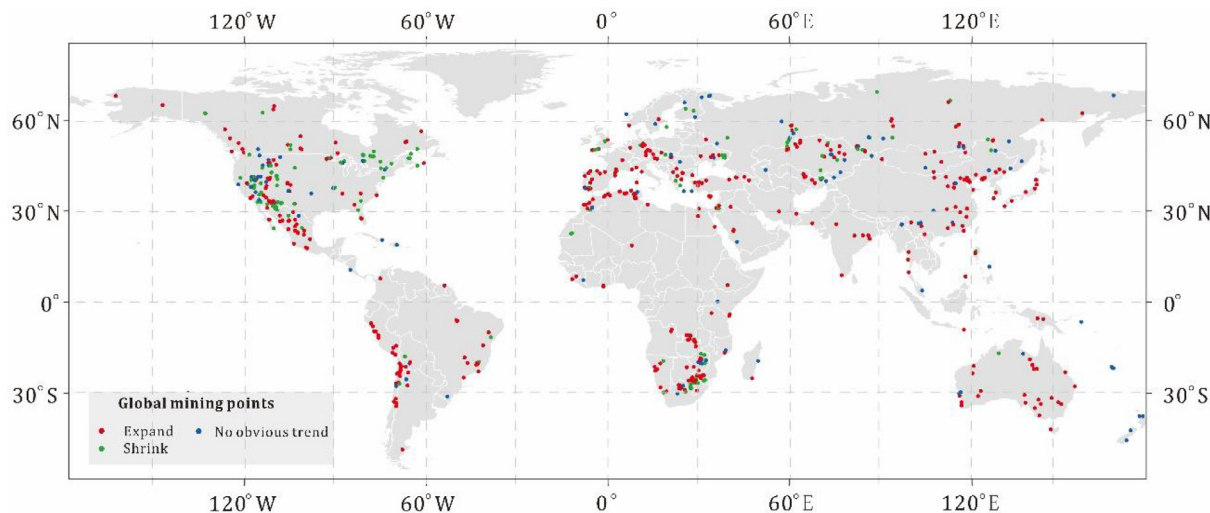 120°W 60°W 0° 60°E 120°E
60°N 60°N
30°N 30°N
0° 0°
30°S 30°S
Global mining points
Expand No obvious trend
Shrink
120°W 60°W 0° 60°E 120°E